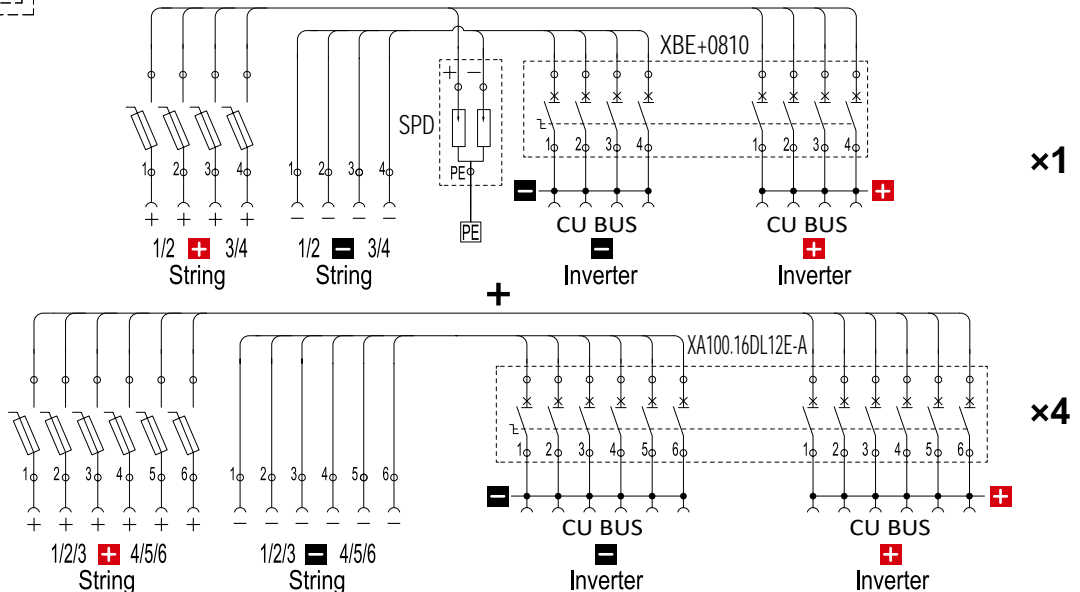 XBE+0810
+ −
SPD
1 2 3 4
1 2 3 4
PE
1 2 3 4
1 2 3 4
×1
− +
+ + + +
− − − −
PE
CU BUS
CU BUS
1/2 + 3/4
1/2 − 3/4
− +
String
String
Inverter
Inverter
+
XA100.16DL12E-A
×4
1 2 3 4 5 6
1 2 3 4 5 6
1 2 3 4 5 6
1 2 3 4 5 6
− +
+ + + + + +
− − − − − −
CU BUS
CU BUS
1/2/3 + 4/5/6
1/2/3 − 4/5/6
− +
String
String
Inverter
Inverter